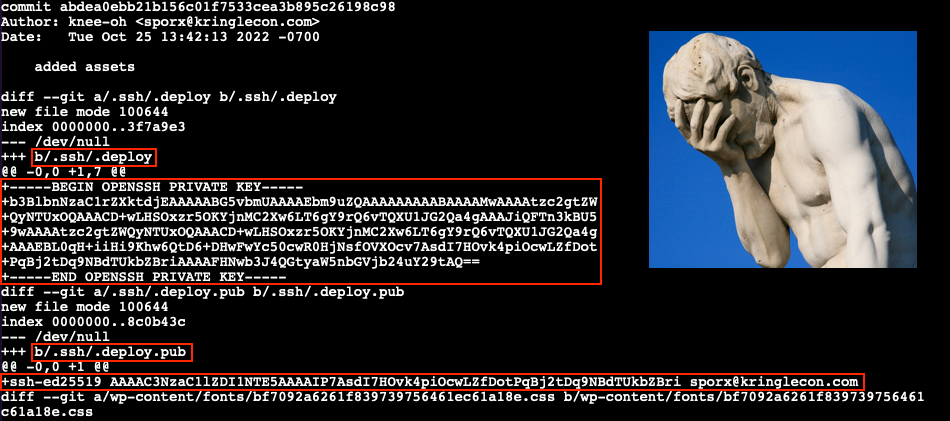 commit abdea0ebb21b156c01f7533cea3b895c26198c98
Author: knee-oh <sporx@kringlecon.com>
Date:   Tue Oct 25 13:42:13 2022 -0700
    added assets
diff --git a/.ssh/.deploy b/.ssh/.deploy
new file mode 100644
index 0000000..3f7a9e3
--- /dev/null
+++ b/.ssh/.deploy
@@ -0,0 +1,7 @@
+-----BEGIN OPENSSH PRIVATE KEY-----
+b3BlbnNzaC1rZXktdjEAAAAABG5vbmUAAAAEbm9uZQAAAAAAAAABAAAAMwAAAAtzc2gtZW
+QyNTUxOQAAACD+wLHSOxzr5OKYjnMC2Xw6LT6gY9rQ6vTQXU1JG2Qa4gAAAJiQFTn3kBU5
+9wAAAAtzc2gtZWQyNTUxOQAAACD+wLHSOxzr5OKYjnMC2Xw6LT6gY9rQ6vTQXU1JG2Qa4g
+AAAEBL0qH+iiHi9Khw6QtD6+DHwFwYc50cwR0HjNsfOVXOcv7AsdI7HOvk4piOcwLZfDot
+PqBj2tDq9NBdTUkbZBriAAAAFHNwb3J4QGtyaW5nbGVjb24uY29tAQ==
+-----END OPENSSH PRIVATE KEY-----
diff --git a/.ssh/.deploy.pub b/.ssh/.deploy.pub
new file mode 100644
index 0000000..8c0b43c
--- /dev/null
+++ b/.ssh/.deploy.pub
@@ -0,0 +1 @@
+ssh-ed25519 AAAAC3NzaC1lZDI1NTE5AAAAIP7AsdI7HOvk4piOcwLZfDotPqBj2tDq9NBdTUkbZBri sporx@kringlecon.com
diff --git a/wp-content/fonts/bf7092a6261f839739756461ec61a18e.css b/wp-content/fonts/bf7092a6261f839739756461
c61a18e.css